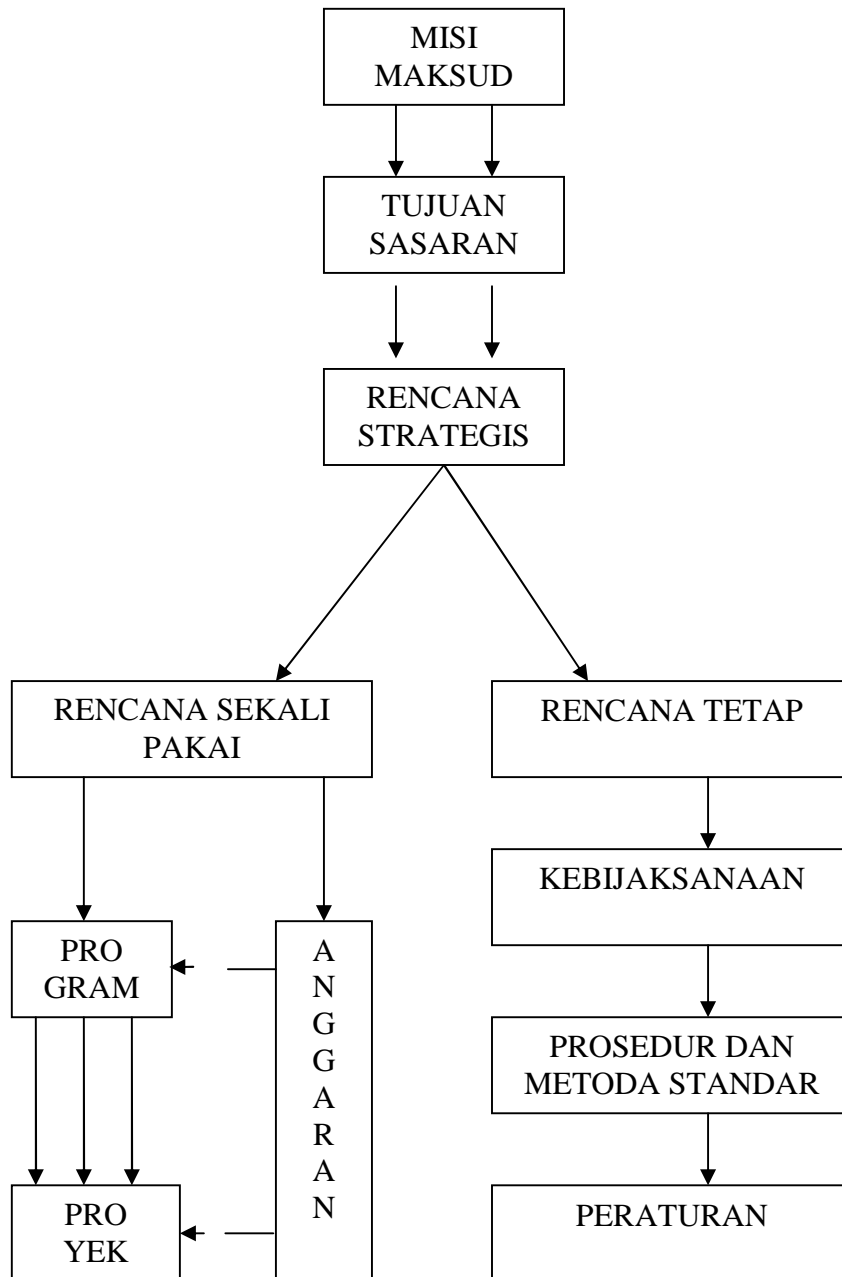 MISI
MAKSUD
TUJUAN
SASARAN
RENCANA
STRATEGIS
RENCANA SEKALI
PAKAI
RENCANA TETAP
KEBIJAKSANAAN
PRO
GRAM
A
N
G
G
A
R
A
N
PROSEDUR DAN
METODA STANDAR
PRO
YEK
PERATURAN